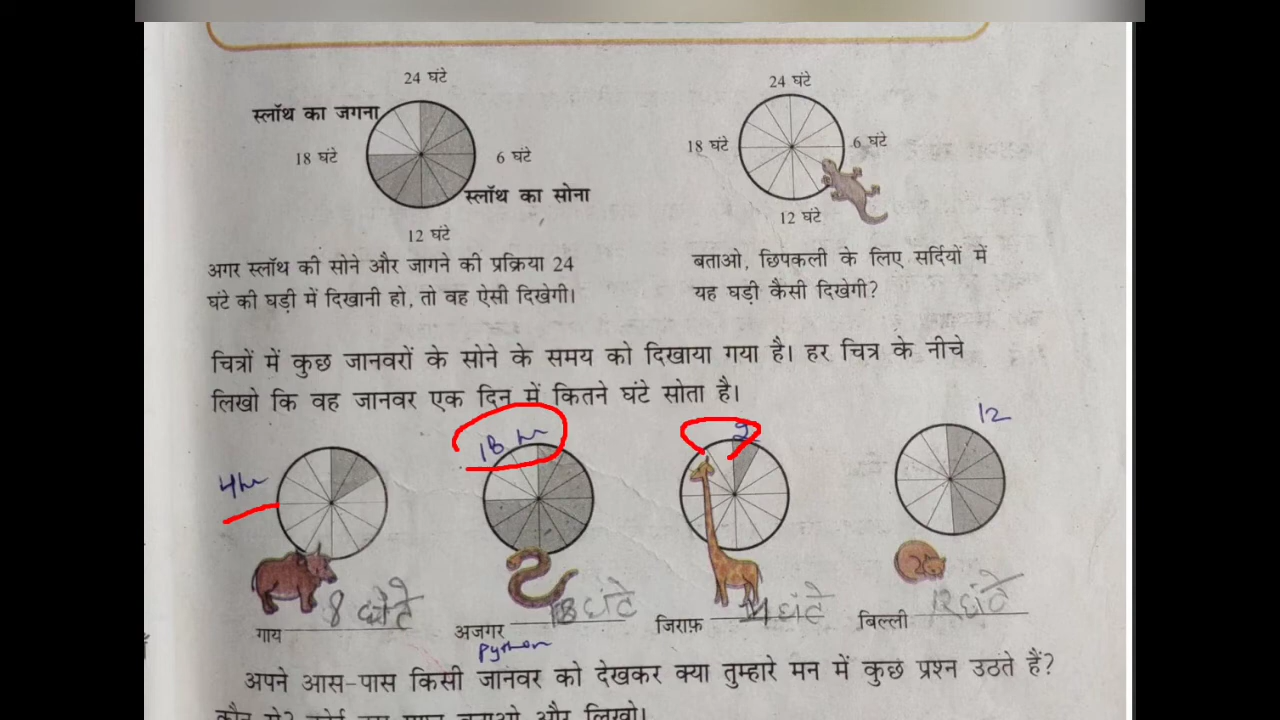 24 घंटे
स्लॉथ का जगना
18 घंटे
6 घंटे
स्लॉथ का सोना
12 घंटे
24 घंटे
18 घंटे
6 घंटे
12 घंटे
अगर स्लॉथ की सोने और जागने की प्रक्रिया 24
घंटे की घड़ी में दिखानी हो, तो वह ऐसी दिखेगी।
बताओ, छिपकली के लिए सर्दियों में
यह घड़ी कैसी दिखेगी?
चित्रों में कुछ जानवरों के सोने के समय को दिखाया गया है। हर चित्र के नीचे
लिखो कि वह जानवर एक दिन में कितने घंटे सोता है।
4hr
18 hr
2
12
गाय 8 घंटे
अजगर 18 घंटे
जिराफ़ घंटे
बिल्ली 12 घंटे
Python
अपने आस-पास किसी जानवर को देखकर क्या तुम्हारे मन में कुछ प्रश्न उठते हैं?
और लिखो।